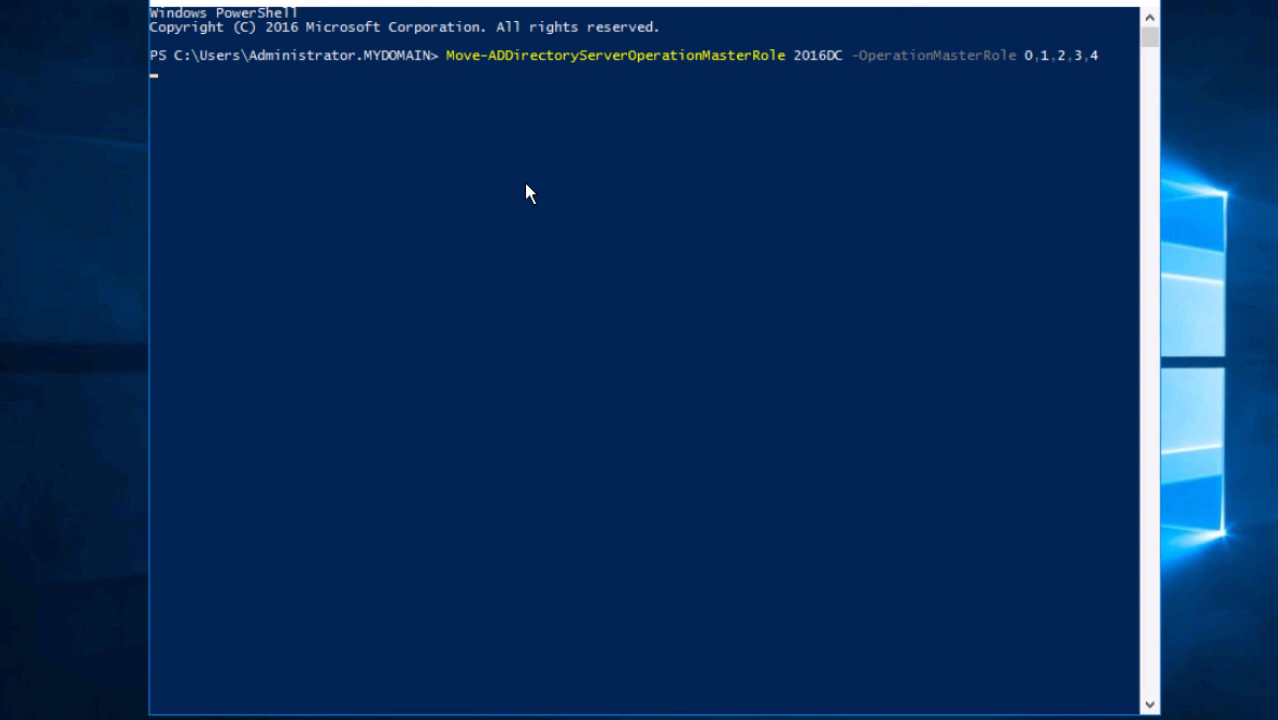 Windows PowerShell
Copyright (C) 2016 Microsoft Corporation. All rights reserved.
PS C:\Users\Administrator.MYDOMAIN> Move-ADDirectoryServerOperationMasterRole 2016DC -OperationMasterRole 0,1,2,3,4